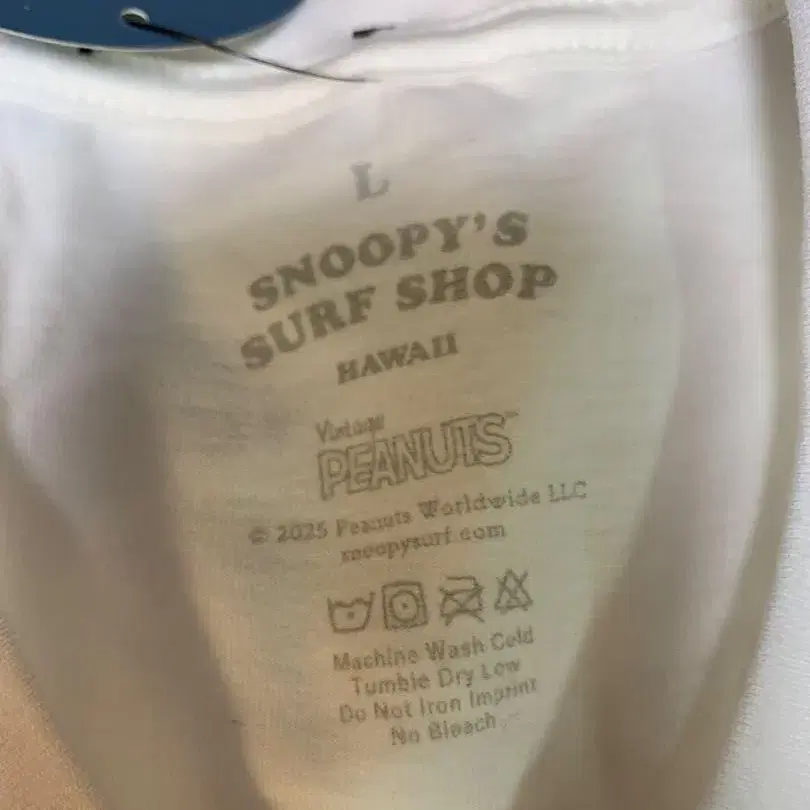 L
SNOOPY'S
SURF SHOP
HAWAII
Vintage
PEANUTS™
© 2025 Peanuts Worldwide LLC
snoopysurf.com
Machine Wash Cold
Tumble Dry Low
Do Not Iron Imprint
No Bleach